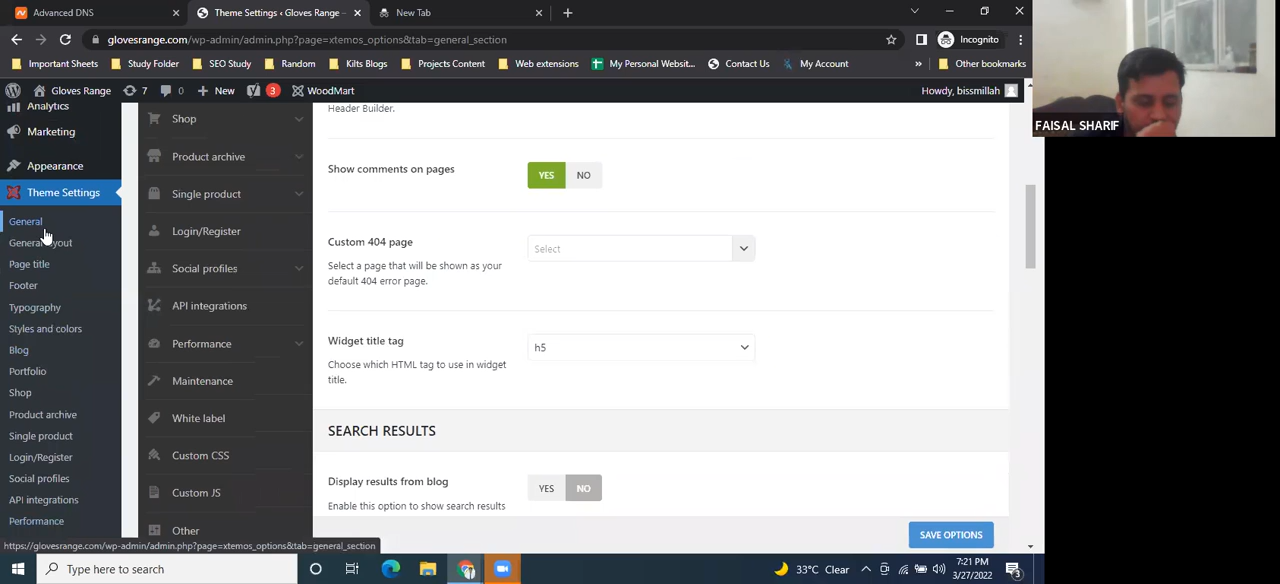 Advanced DNS
Theme Settings ‹ Gloves Range –
New Tab
glovesrange.com/wp-admin/admin.php?page=xtemos_options&tab=general_section
Incognito
Important Sheets
Study Folder
SEO Study
Random
Kilts Blogs
Projects Content
Web extensions
My Personal Website...
Contact Us
My Account
»
Other bookmarks
Gloves Range
7
0
New
3
WoodMart
Howdy, bissmillah
FAISAL SHARIF
Analytics
Marketing
Appearance
Theme Settings
General
General layout
Page title
Footer
Typography
Styles and colors
Blog
Portfolio
Shop
Product archive
Single product
Login/Register
Social profiles
API integrations
Performance
Shop
Product archive
Single product
Login/Register
Social profiles
API integrations
Performance
Maintenance
White label
Custom CSS
Custom JS
Other
Header Builder.
Show comments on pages
YES
NO
Custom 404 page
Select
Select a page that will be shown as your
default 404 error page.
Widget title tag
h5
Choose which HTML tag to use in widget
title.
SEARCH RESULTS
Display results from blog
YES
NO
Enable this option to show search results
SAVE OPTIONS
https://glovesrange.com/wp-admin/admin.php?page=xtemos_options&tab=general_section
Type here to search
33°C Clear
7:21 PM
3/27/2022
3